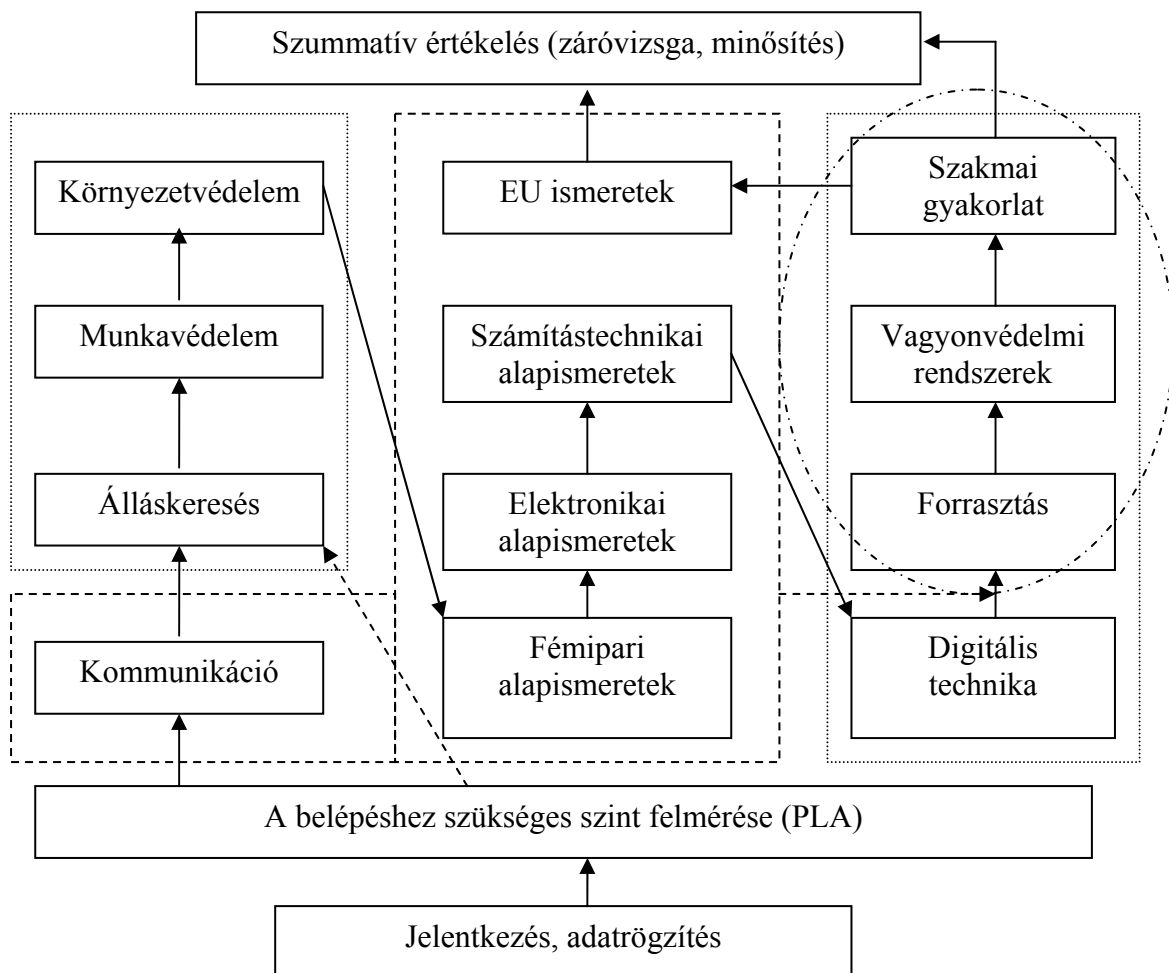 Szummatív értékelés (záróvizsga, minősítés)
Környezetvédelem
EU ismeretek
Szakmai
gyakorlat
Munkavédelem
Számítástechnikai
alapismeretek
Vagyonvédelmi
rendszerek
Álláskeresés
Elektronikai
alapismeretek
Forrasztás
Kommunikáció
Fémipari
alapismeretek
Digitális
technika
A belépéshez szükséges szint felmérése (PLA)
Jelentkezés, adatrögzítés